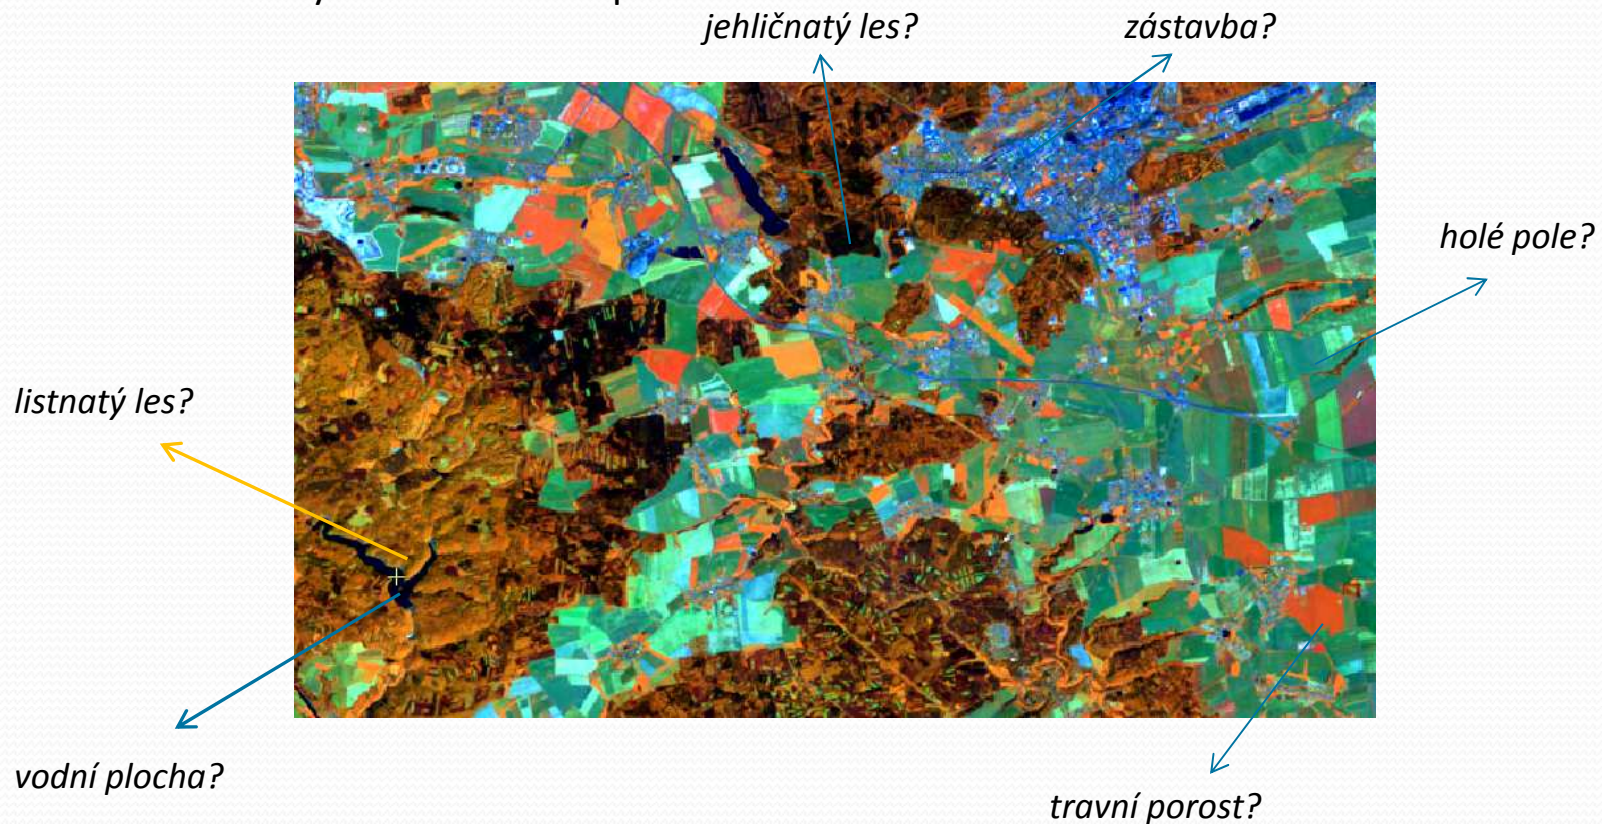 jehličnatý les? zástavba?
holé pole?
listnatý les?
vodní plocha?
travní porost?